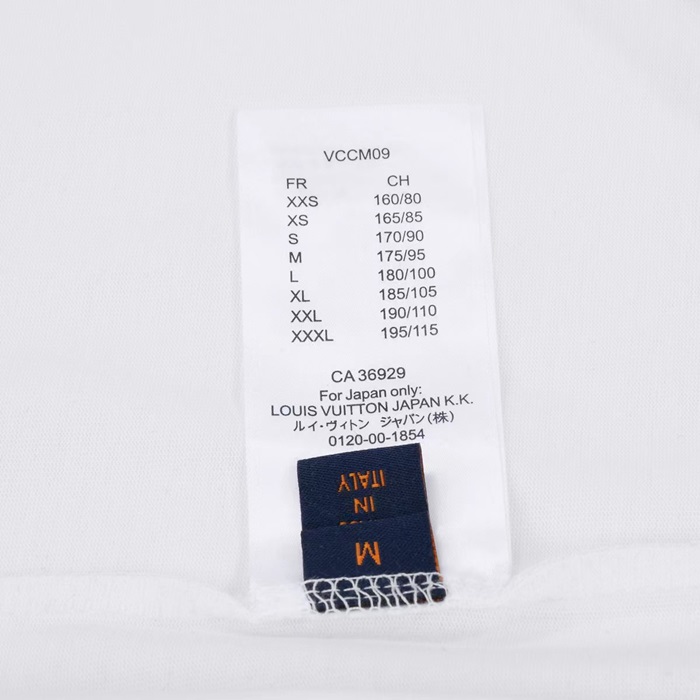 VCCM09
FR CH
XXS 160/80
XS 165/85
S 170/90
M 175/95
L 180/100
XL 185/105
XXL 190/110
XXXL 195/115
CA 36929
For Japan only:
LOUIS VUITTON JAPAN K.K.
ルイ・ヴィトン ジャパン(株)
0120-00-1854
ITALY
IN
M